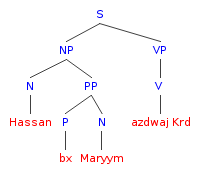 S
NP VP
N PP V
Hassan P N azdwaj Krd
bx Maryym